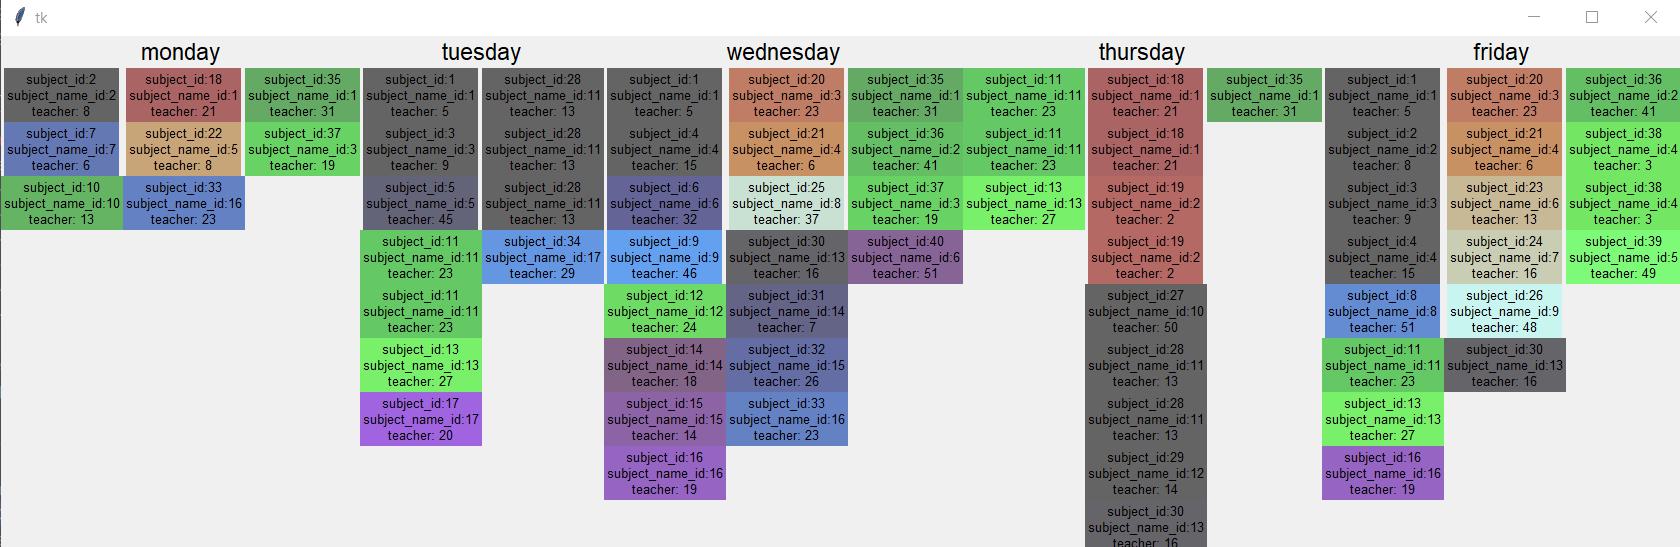 tk
monday
tuesday
wednesday
thursday
friday
subject_id:2
subject_name_id:2
teacher: 8
subject_id:7
subject_name_id:7
teacher: 6
subject_id:10
subject_name_id:10
teacher: 13
subject_id:18
subject_name_id:1
teacher: 21
subject_id:22
subject_name_id:5
teacher: 8
subject_id:33
subject_name_id:16
teacher: 23
subject_id:35
subject_name_id:1
teacher: 31
subject_id:37
subject_name_id:3
teacher: 19
subject_id:1
subject_name_id:1
teacher: 5
subject_id:3
subject_name_id:3
teacher: 9
subject_id:5
subject_name_id:5
teacher: 45
subject_id:11
subject_name_id:11
teacher: 23
subject_id:11
subject_name_id:11
teacher: 23
subject_id:13
subject_name_id:13
teacher: 27
subject_id:17
subject_name_id:17
teacher: 20
subject_id:28
subject_name_id:11
teacher: 13
subject_id:28
subject_name_id:11
teacher: 13
subject_id:28
subject_name_id:11
teacher: 13
subject_id:34
subject_name_id:17
teacher: 29
subject_id:1
subject_name_id:1
teacher: 5
subject_id:4
subject_name_id:4
teacher: 15
subject_id:6
subject_name_id:6
teacher: 32
subject_id:9
subject_name_id:9
teacher: 46
subject_id:12
subject_name_id:12
teacher: 24
subject_id:14
subject_name_id:14
teacher: 18
subject_id:15
subject_name_id:15
teacher: 14
subject_id:16
subject_name_id:16
teacher: 19
subject_id:20
subject_name_id:3
teacher: 23
subject_id:21
subject_name_id:4
teacher: 6
subject_id:25
subject_name_id:8
teacher: 37
subject_id:30
subject_name_id:13
teacher: 16
subject_id:31
subject_name_id:14
teacher: 7
subject_id:32
subject_name_id:15
teacher: 26
subject_id:33
subject_name_id:16
teacher: 23
subject_id:35
subject_name_id:1
teacher: 31
subject_id:36
subject_name_id:2
teacher: 41
subject_id:37
subject_name_id:3
teacher: 19
subject_id:40
subject_name_id:6
teacher: 51
subject_id:11
subject_name_id:11
teacher: 23
subject_id:11
subject_name_id:11
teacher: 23
subject_id:13
subject_name_id:13
teacher: 27
subject_id:18
subject_name_id:1
teacher: 21
subject_id:18
subject_name_id:1
teacher: 21
subject_id:19
subject_name_id:2
teacher: 2
subject_id:19
subject_name_id:2
teacher: 2
subject_id:27
subject_name_id:10
teacher: 50
subject_id:28
subject_name_id:11
teacher: 13
subject_id:28
subject_name_id:11
teacher: 13
subject_id:29
subject_name_id:12
teacher: 14
subject_id:30
subject_name_id:13
teacher: 16
subject_id:35
subject_name_id:1
teacher: 31
subject_id:1
subject_name_id:1
teacher: 5
subject_id:2
subject_name_id:2
teacher: 8
subject_id:3
subject_name_id:3
teacher: 9
subject_id:4
subject_name_id:4
teacher: 15
subject_id:8
subject_name_id:8
teacher: 51
subject_id:11
subject_name_id:11
teacher: 23
subject_id:13
subject_name_id:13
teacher: 27
subject_id:16
subject_name_id:16
teacher: 19
subject_id:20
subject_name_id:3
teacher: 23
subject_id:21
subject_name_id:4
teacher: 6
subject_id:23
subject_name_id:6
teacher: 13
subject_id:24
subject_name_id:7
teacher: 16
subject_id:26
subject_name_id:9
teacher: 48
subject_id:30
subject_name_id:13
teacher: 16
subject_id:36
subject_name_id:2
teacher: 41
subject_id:38
subject_name_id:4
teacher: 3
subject_id:38
subject_name_id:4
teacher: 3
subject_id:39
subject_name_id:5
teacher: 49